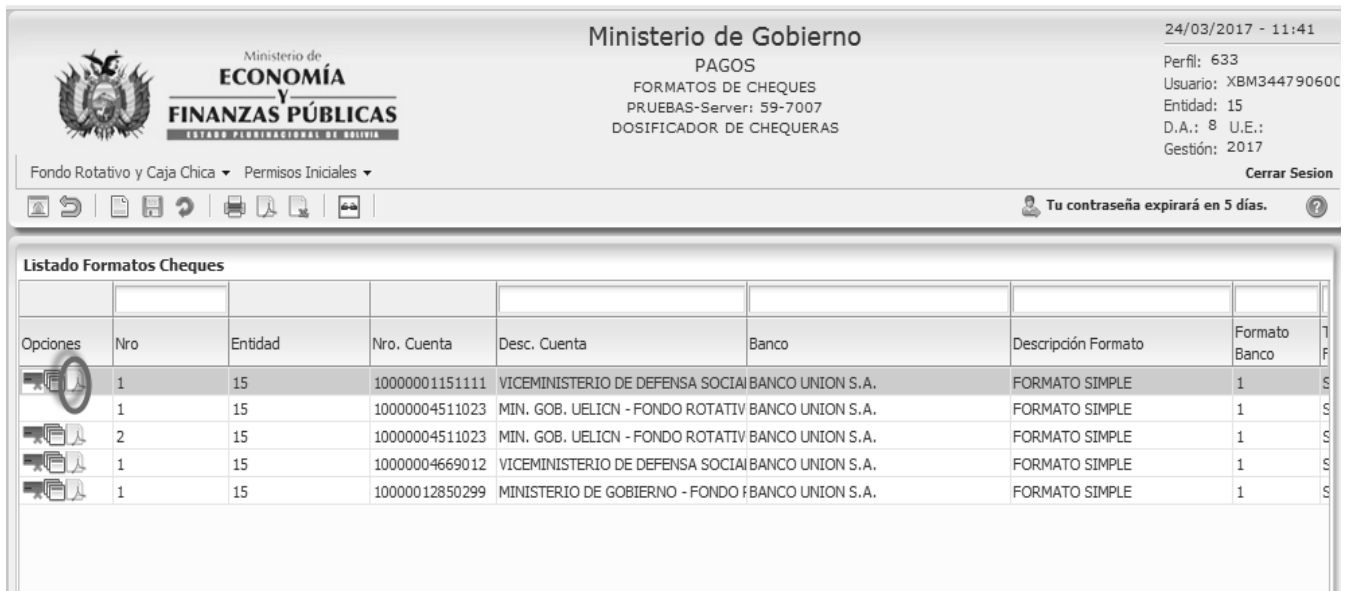 Ministerio de
ECONOMÍA
Y
FINANZAS PÚBLICAS
ESTADO PLURINACIONAL DE BOLIVIA
Ministerio de Gobierno
PAGOS
FORMATOS DE CHEQUES
PRUEBAS-Server: 59-7007
DOSIFICADOR DE CHEQUERAS
24/03/2017 - 11:41
Perfil: 633
Usuario: XBM344790600
Entidad: 15
D.A.: 8 U.E.:
Gestión: 2017
Fondo Rotativo y Caja Chica Permisos Iniciales Cerrar Sesion
Tu contraseña expirará en 5 días.
Listado Formatos Cheques
Opciones Nro Entidad Nro. Cuenta Desc. Cuenta Banco Descripción Formato Formato Banco
1 15 10000001151111 VICEMINISTERIO DE DEFENSA SOCIAL BANCO UNION S.A. FORMATO SIMPLE 1 S
1 15 10000004511023 MIN. GOB. UELICN - FONDO ROTATIV BANCO UNION S.A. FORMATO SIMPLE 1 S
2 15 10000004511023 MIN. GOB. UELICN - FONDO ROTATIV BANCO UNION S.A. FORMATO SIMPLE 1 S
1 15 10000004669012 VICEMINISTERIO DE DEFENSA SOCIAL BANCO UNION S.A. FORMATO SIMPLE 1 S
1 15 10000012850299 MINISTERIO DE GOBIERNO - FONDO BANCO UNION S.A. FORMATO SIMPLE 1 S